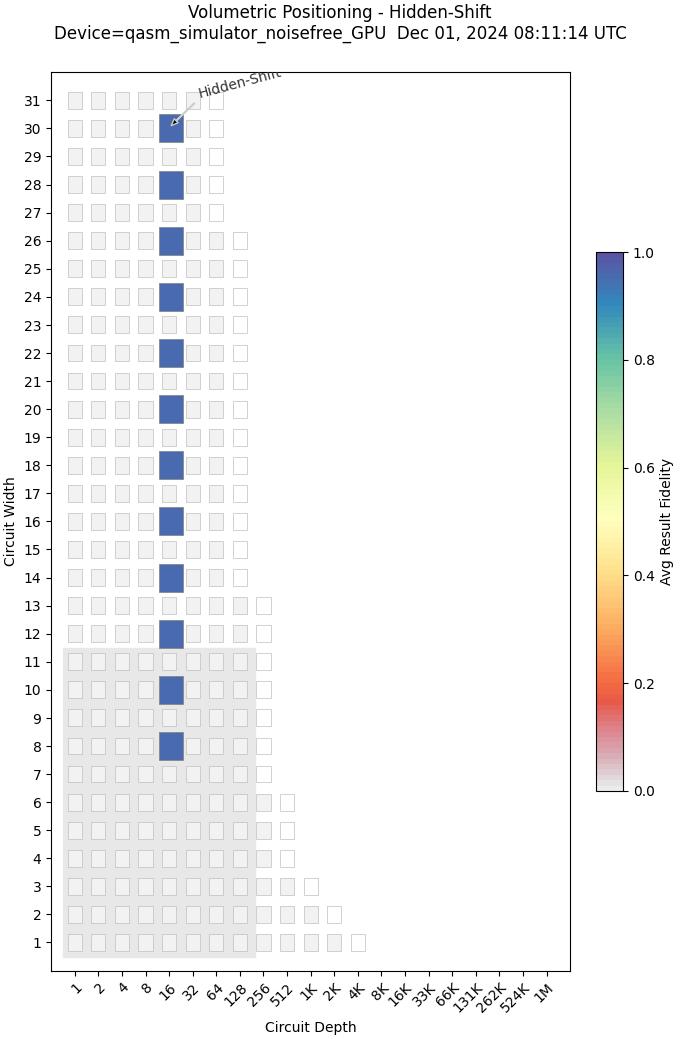 Volumetric Positioning - Hidden-Shift
Device=qasm_simulator_noisefree_GPU  Dec 01, 2024 08:11:14 UTC
Hidden-Shift
31
30
29
28
27
26
25
24
23
22
21
20
19
18
17
16
15
14
13
12
11
10
9
8
7
6
5
4
3
2
1
Circuit Width
1
2
4
8
16
32
64
128
256
512
1K
2K
4K
8K
16K
33K
66K
131K
262K
524K
1M
Circuit Depth
1.0
0.8
0.6
0.4
0.2
0.0
Avg Result Fidelity